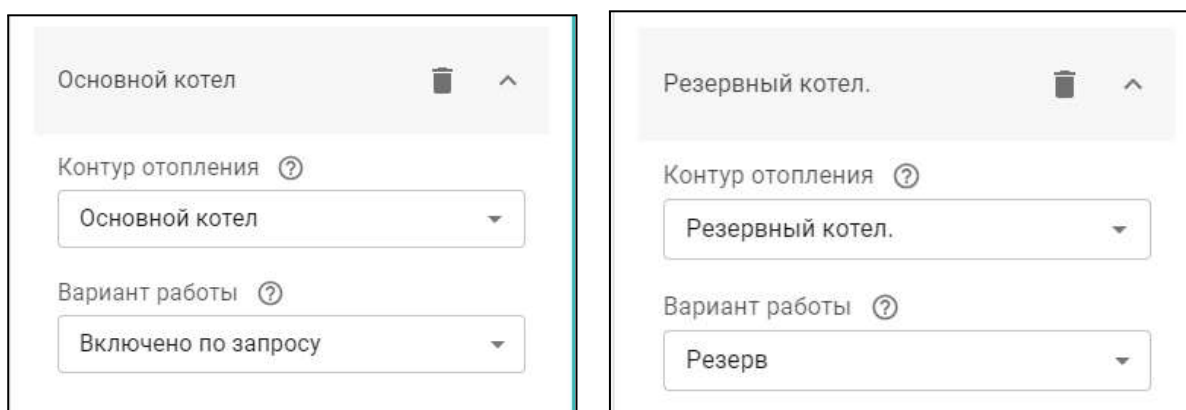 Основной котел
Контур отопления
Основной котел
Вариант работы
Включено по запросу
Резервный котел.
Контур отопления
Резервный котел.
Вариант работы
Резерв